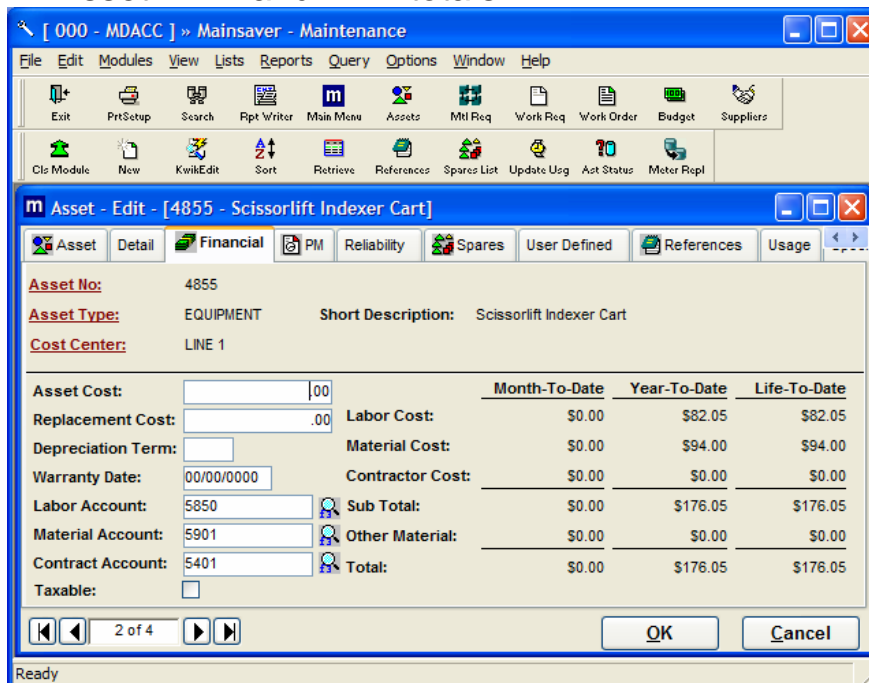 [ 000 - MDACC ] » Mainsaver - Maintenance
File Edit Modules View Lists Reports Query Options Window Help
Exit PrtSetup Search Rpt Writer Main Menu Assets Mtl Req Work Req Work Order Budget Suppliers
Cls Module New KwikEdit Sort Retrieve References Spares List Update Usg Ast Status Meter Repl
m Asset - Edit - [4855 - Scissorlift Indexer Cart]
Asset Detail Financial PM Reliability Spares User Defined References Usage
Asset No: 4855
Asset Type: EQUIPMENT Short Description: Scissorlift Indexer Cart
Cost Center: LINE 1
Asset Cost: .00 Month-To-Date Year-To-Date Life-To-Date
Replacement Cost: .00 Labor Cost: $0.00 $82.05 $82.05
Depreciation Term: Material Cost: $0.00 $94.00 $94.00
Warranty Date: 00/00/0000 Contractor Cost: $0.00 $0.00 $0.00
Labor Account: 5850 Sub Total: $0.00 $176.05 $176.05
Material Account: 5901 Other Material: $0.00 $0.00 $0.00
Contract Account: 5401 Total: $0.00 $176.05 $176.05
Taxable:
2 of 4 OK Cancel
Ready